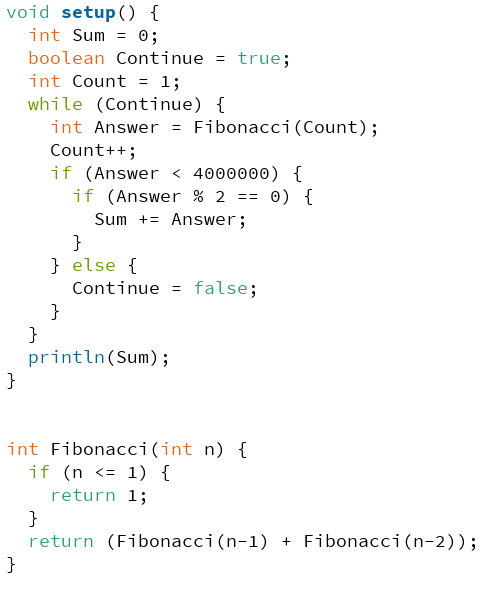 void setup() {
  int Sum = 0;
  boolean Continue = true;
  int Count = 1;
  while (Continue) {
    int Answer = Fibonacci(Count);
    Count++;
    if (Answer < 4000000) {
      if (Answer % 2 == 0) {
        Sum += Answer;
      }
    } else {
      Continue = false;
    }
  }
  println(Sum);
}
int Fibonacci(int n) {
  if (n <= 1) {
    return 1;
  }
  return (Fibonacci(n-1) + Fibonacci(n-2));
}